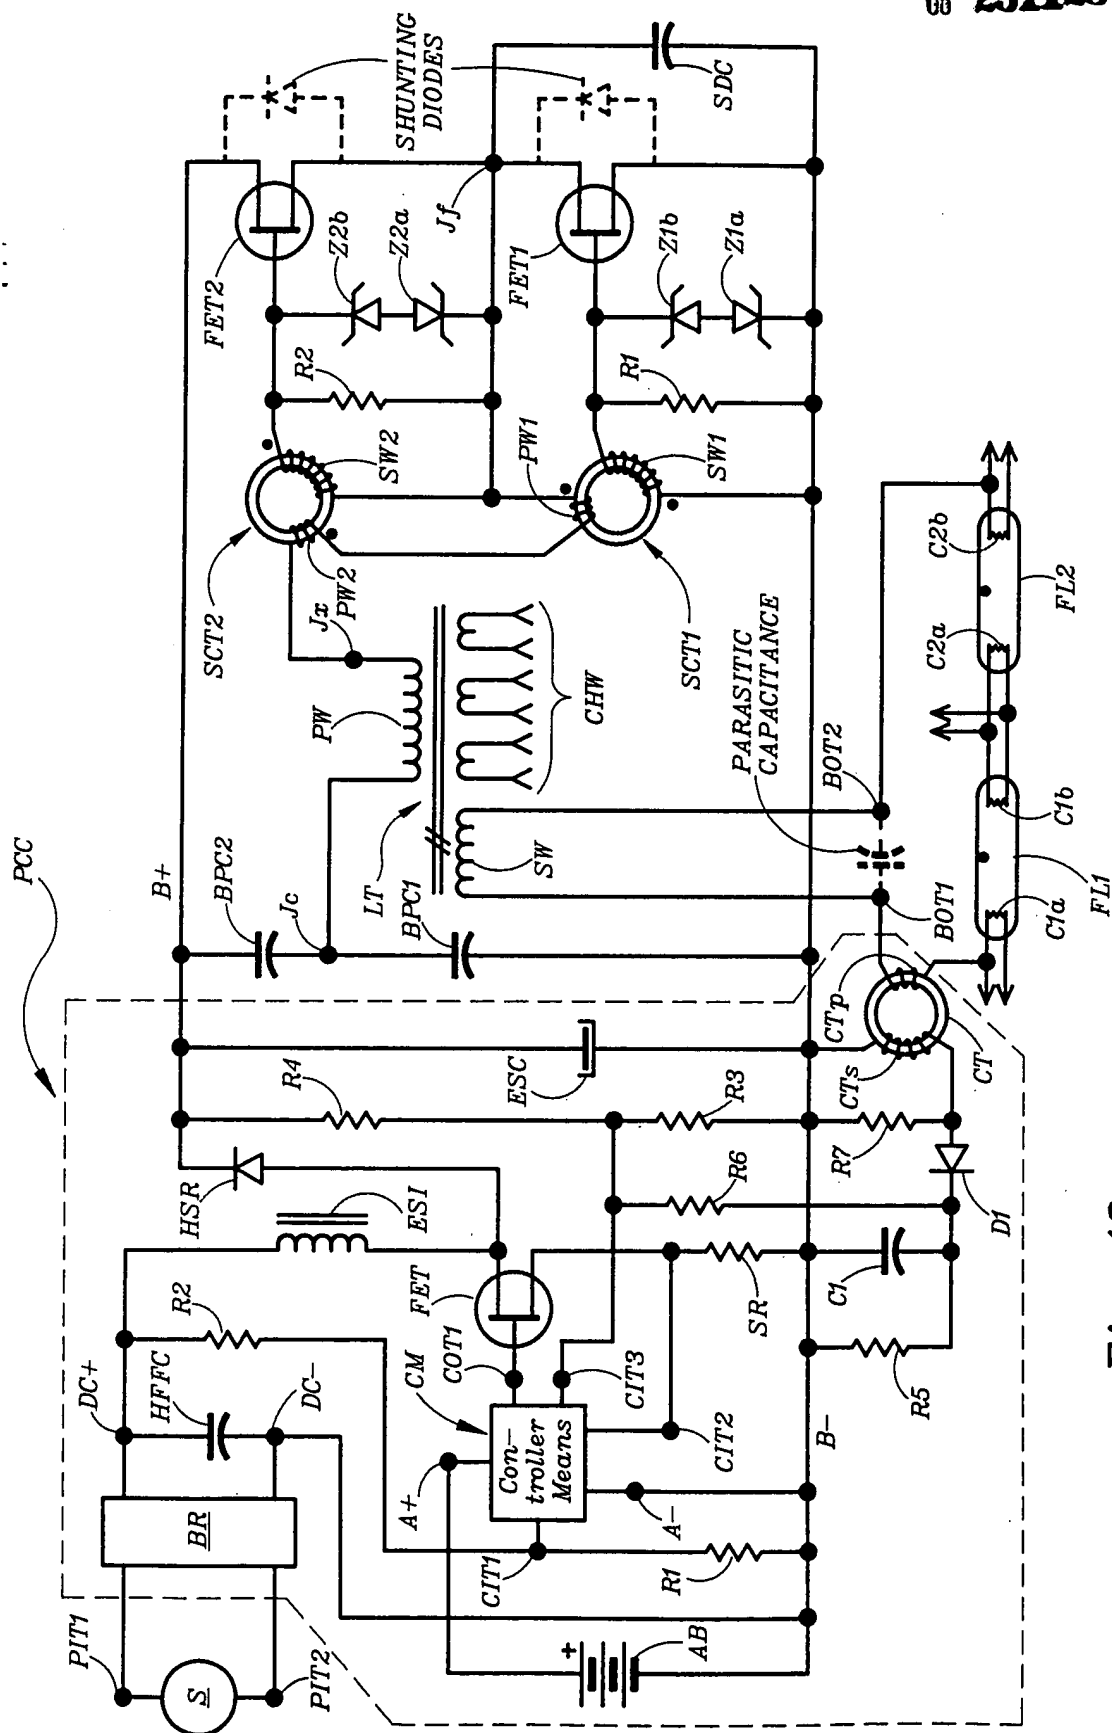 PCC
PIT1
S
PIT2
BR
DC+
HFFC
DC-
R2
ESI
HSR
R4
B+
BPC2
Jc
BPC1
LT
PW
Jx
SW
CHW
SCT2
PW2
SW2
R2
Z2b
Z2a
FET2
SHUNTING
DIODES
Jf
SDC
FET1
Z1b
Z1a
R1
PW1
SW1
SCT1
PARASITIC
CAPACITANCE
BOT2
BOT1
A+
CM
COT1
FET
Con-
troller
Means
CIT1
CIT3
CIT2
A-
R1
AB
+
B-
SR
R6
R3
ESC
R5
C1
D1
R7
CTs
CTp
CT
C1a
FL1
C1b
C2a
FL2
C2b